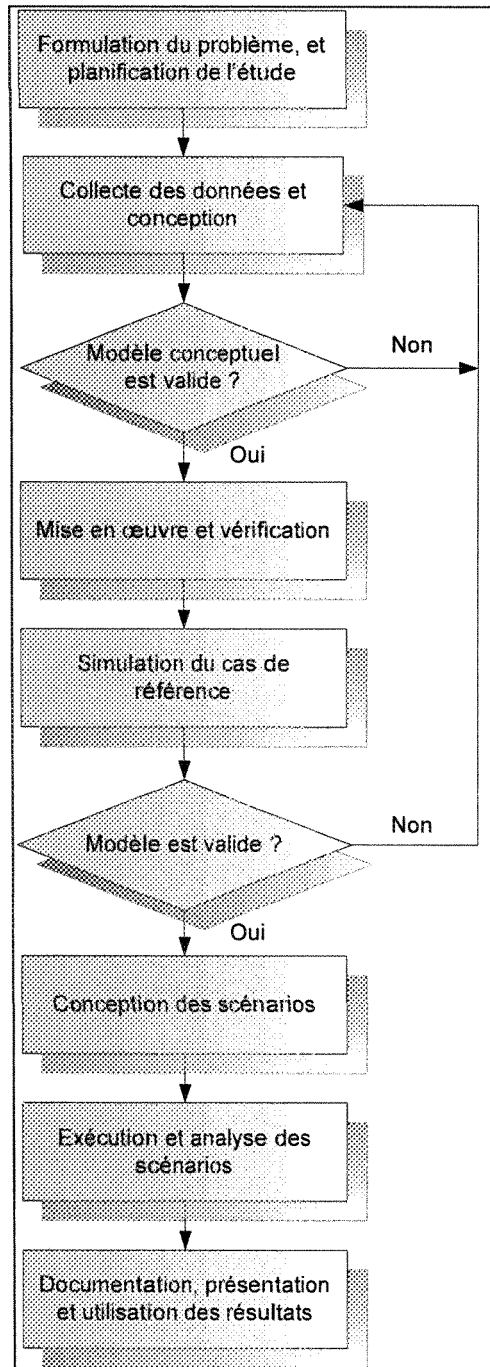 Formulation du problème, et
planification de l'étude
Collecte des données et
conception
Modèle conceptuel
est valide ?
Non
Oui
Mise en œuvre et vérification
Simulation du cas de
référence
Modèle est valide ?
Non
Oui
Conception des scénarios
Exécution et analyse des
scénarios
Documentation, présentation
et utilisation des résultats